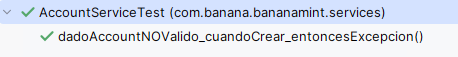 AccountServiceTest (com.banana.bananamint.services)
dadoAccountNOValido_cuandoCrear_entoncesExcepcion()